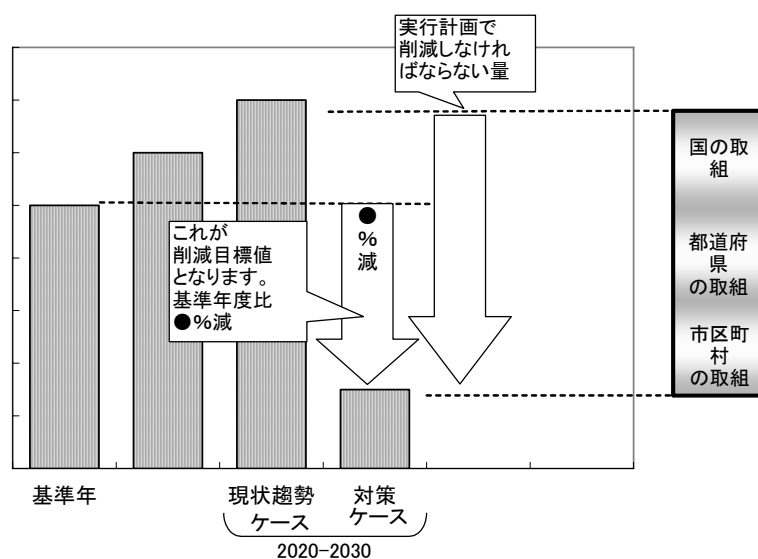 実行計画で
削減しなけれ
ばならない量
国の取
組
都道府
県
の取組
市区町
村
の取組
これが
削減目標値
となります。
基準年度比
●%減
●
%
減
基準年
現状趨勢
ケース
対策
ケース
2020-2030